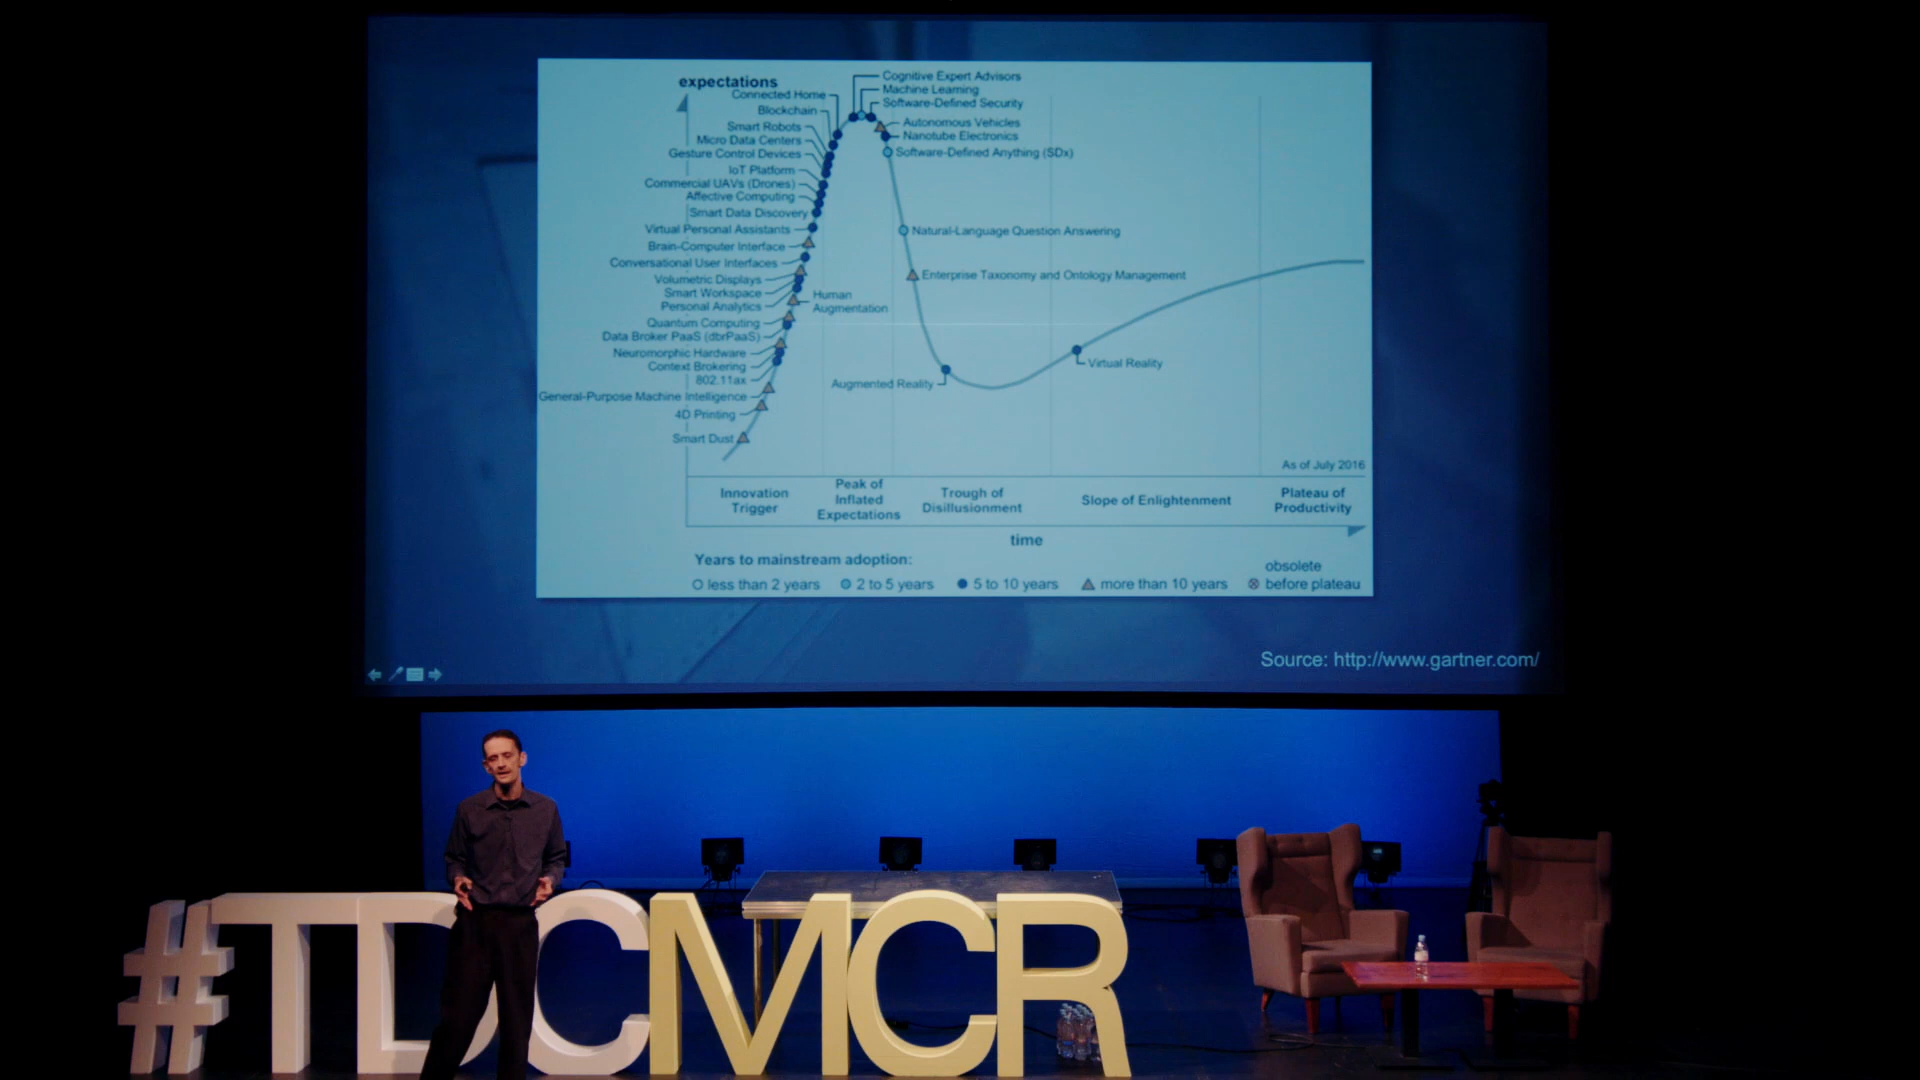 expectations
Connected Home
Blockchain
Smart Robots
Micro Data Centers
Gesture Control Devices
IoT Platform
Commercial UAVs (Drones)
Affective Computing
Smart Data Discovery
Virtual Personal Assistants
Brain-Computer Interface
Conversational User Interfaces
Volumetric Displays
Smart Workspace
Personal Analytics
Quantum Computing
Data Broker PaaS (dbrPaaS)
Neuromorphic Hardware
Context Brokering
802.11ax
General-Purpose Machine Intelligence
4D Printing
Smart Dust
Human
Augmentation
Cognitive Expert Advisors
Machine Learning
Software-Defined Security
Autonomous Vehicles
Nanotube Electronics
Software-Defined Anything (SDx)
Natural-Language Question Answering
Enterprise Taxonomy and Ontology Management
Augmented Reality
Virtual Reality
As of July 2016
Innovation
Trigger
Peak of
Inflated
Expectations
Trough of
Disillusionment
Slope of Enlightenment
Plateau of
Productivity
time
Years to mainstream adoption:
less than 2 years
2 to 5 years
5 to 10 years
more than 10 years
obsolete
before plateau
Source: http://www.gartner.com/
#TDCMCR